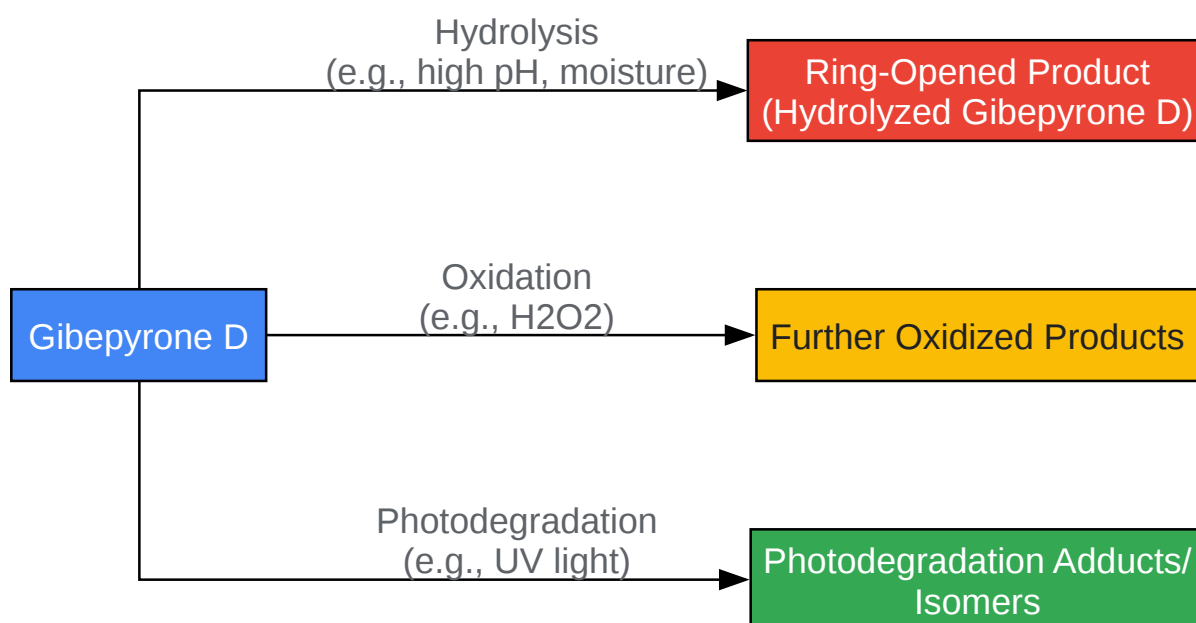 Hydrolysis
(e.g., high pH, moisture)
Ring-Opened Product
(Hydrolyzed Gibepyrone D)
Gibepyrone D
Oxidation
(e.g., H2O2)
Further Oxidized Products
Photodegradation
(e.g., UV light)
Photodegradation Adducts/
Isomers